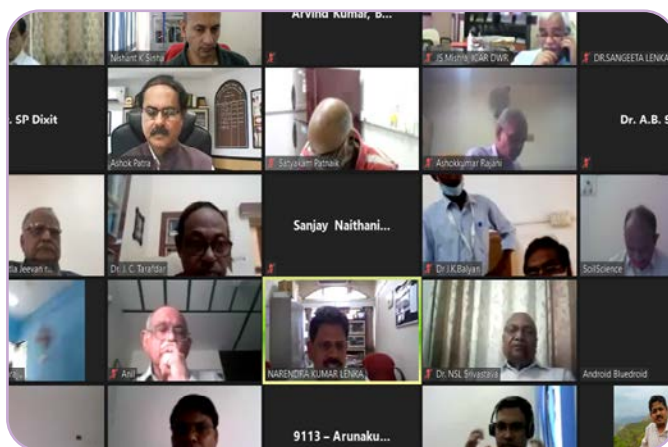 Nishant K Sinha
Arvind Kumar, B...
JS Mishra, ICAR DWR,
DR.SANGEETA LENKA
. SP Dixit
Ashok Patra
Satyakam Patnaik
Ashokkumar Rajani
Dr. A.B. S
Jeevan r...
Dr. J. C. Tarafdar
Sanjay Naithani...
Dr J.K.Balyan
SoilScience
Anil
NARENDRA KUMAR LENKA
Dr. NSL Srivastava
Android Bluedroid
9113 – Arunaku...